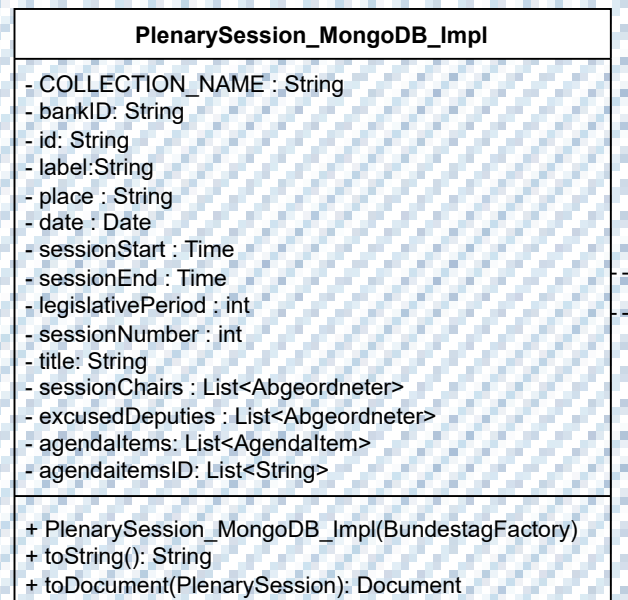 PlenarySession_MongoDB_Impl
- COLLECTION_NAME : String
- bankID: String
- id: String
- label:String
- place : String
- date : Date
- sessionStart : Time
- sessionEnd : Time
- legislativePeriod : int
- sessionNumber : int
- title: String
- sessionChairs : List<Abgeordneter>
- excusedDeputies : List<Abgeordneter>
- agendaItems: List<AgendaItem>
- agendaitemsID: List<String>
+ PlenarySession_MongoDB_Impl(BundestagFactory)
+ toString(): String
+ toDocument(PlenarySession): Document